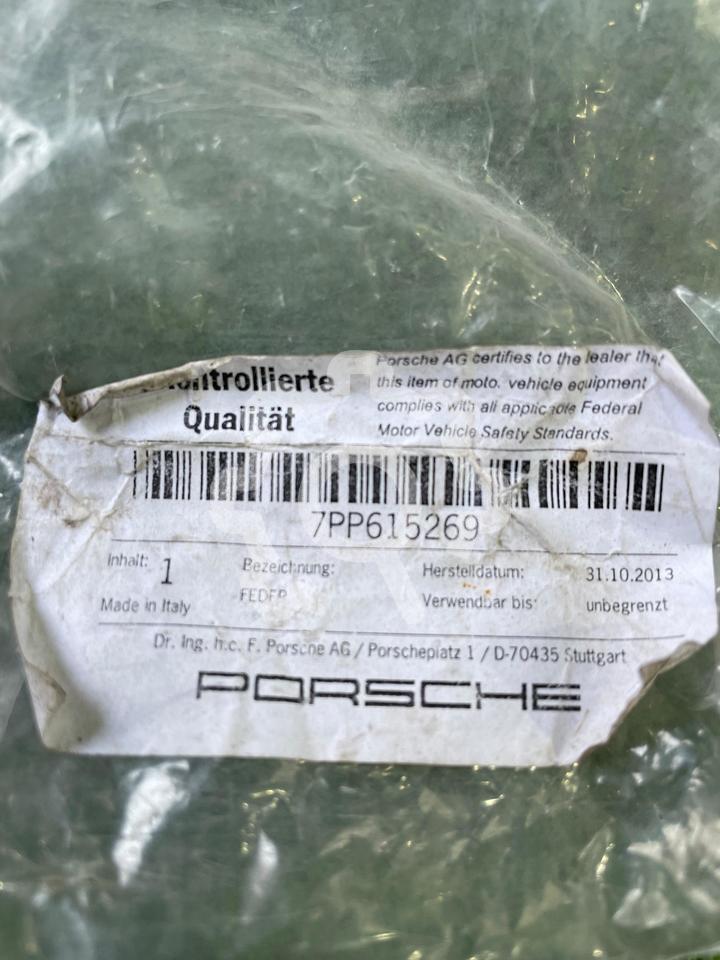 Kontrollierte
Qualität
Porsche AG certifies to the lealer that
this item of moto. vehicle equipment
complies with all applic Federal
Motor Vehicle Safety Standards.
7PP615269
Inhalt: 1
Made in Italy
Bezeichnung:
FEDER
Herstelldatum: 31.10.2013
Verwendbar bis: unbegrenzt
Dr. Ing. h.c. F. Porsche AG / Porscheplatz 1 / D-70435 Stuttgart
PORSCHE